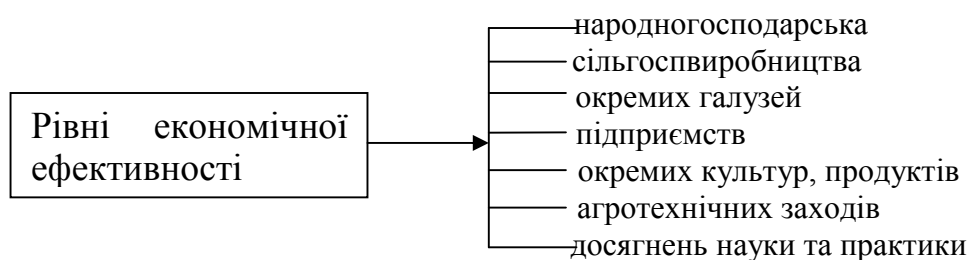 Рівні економічної
ефективності
народногосподарська
сільгоспвиробництва
окремих галузей
підприємств
окремих культур, продуктів
агротехнічних заходів
досягнень науки та практики